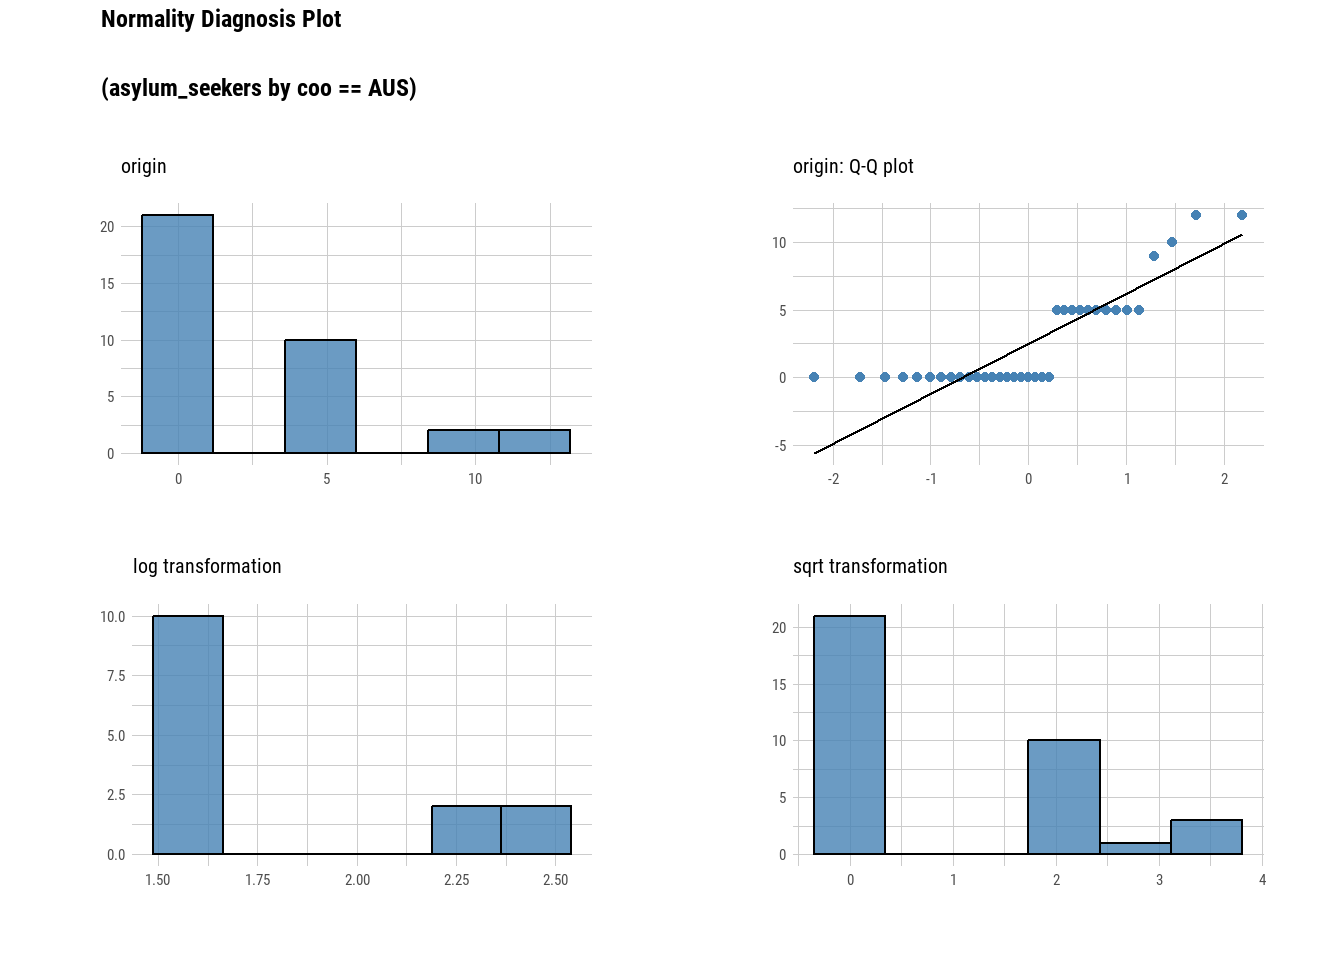 Normality Diagnosis Plot
(asylum_seekers by coo == AUS)
origin
20
15
10
5
0
0 5 10
origin: Q-Q plot
10
5
0
-5
-2 -1 0 1 2
log transformation
10.0
7.5
5.0
2.5
0.0
1.50 1.75 2.00 2.25 2.50
sqrt transformation
20
15
10
5
0
0 1 2 3 4